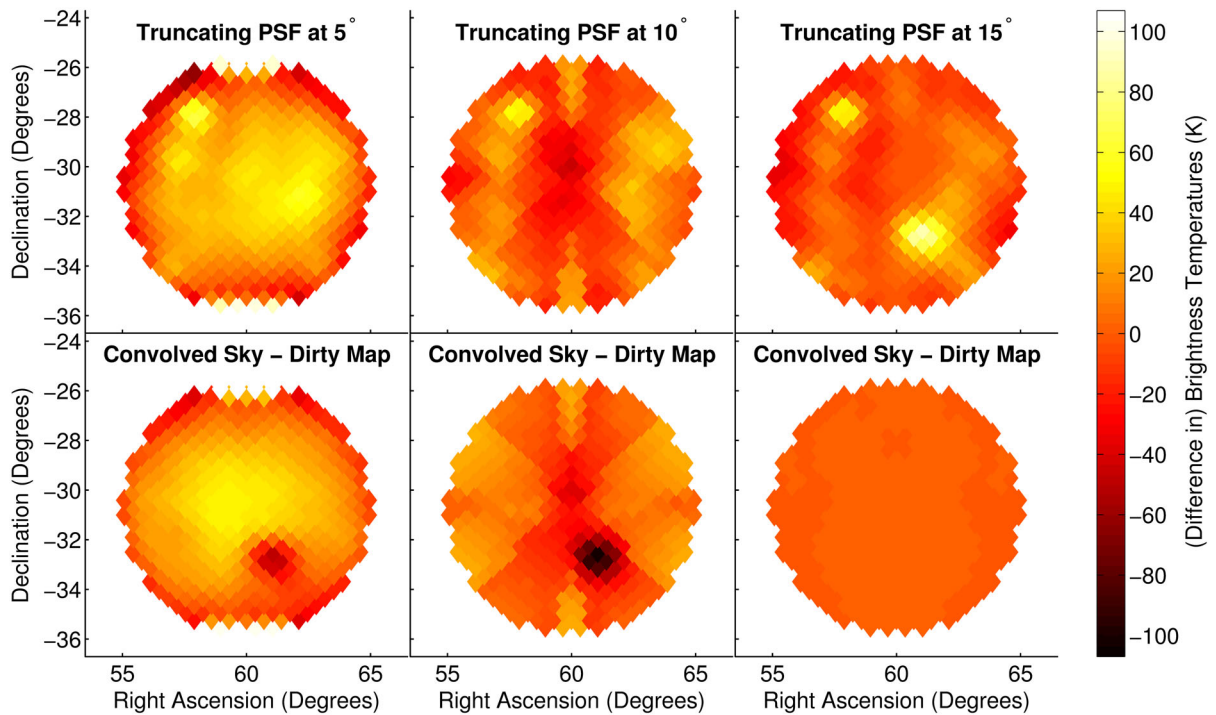 Truncating PSF at 5°
Truncating PSF at 10°
Truncating PSF at 15°
−24
−26
−28
−30
−32
−34
−36
Declination (Degrees)
Convolved Sky − Dirty Map
Convolved Sky − Dirty Map
Convolved Sky − Dirty Map
−24
−26
−28
−30
−32
−34
−36
Declination (Degrees)
55 60 65
55 60 65
55 60 65
Right Ascension (Degrees)
Right Ascension (Degrees)
Right Ascension (Degrees)
100
80
60
40
20
0
−20
−40
−60
−80
−100
(Difference in) Brightness Temperatures (K)